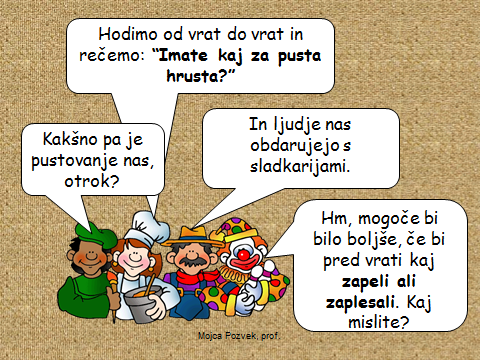 Hodimo od vrat do vrat in
rečemo: “Imate kaj za pusta
hrusta?”
Kakšno pa je
pustovanje nas,
otrok?
In ljudje nas
obdarujejo s
sladkarijami.
Hm, mogoče bi
bilo boljše, če bi
pred vrati kaj
zapeli ali
zaplesali. Kaj
mislite?
Mojca Pozvek, prof.